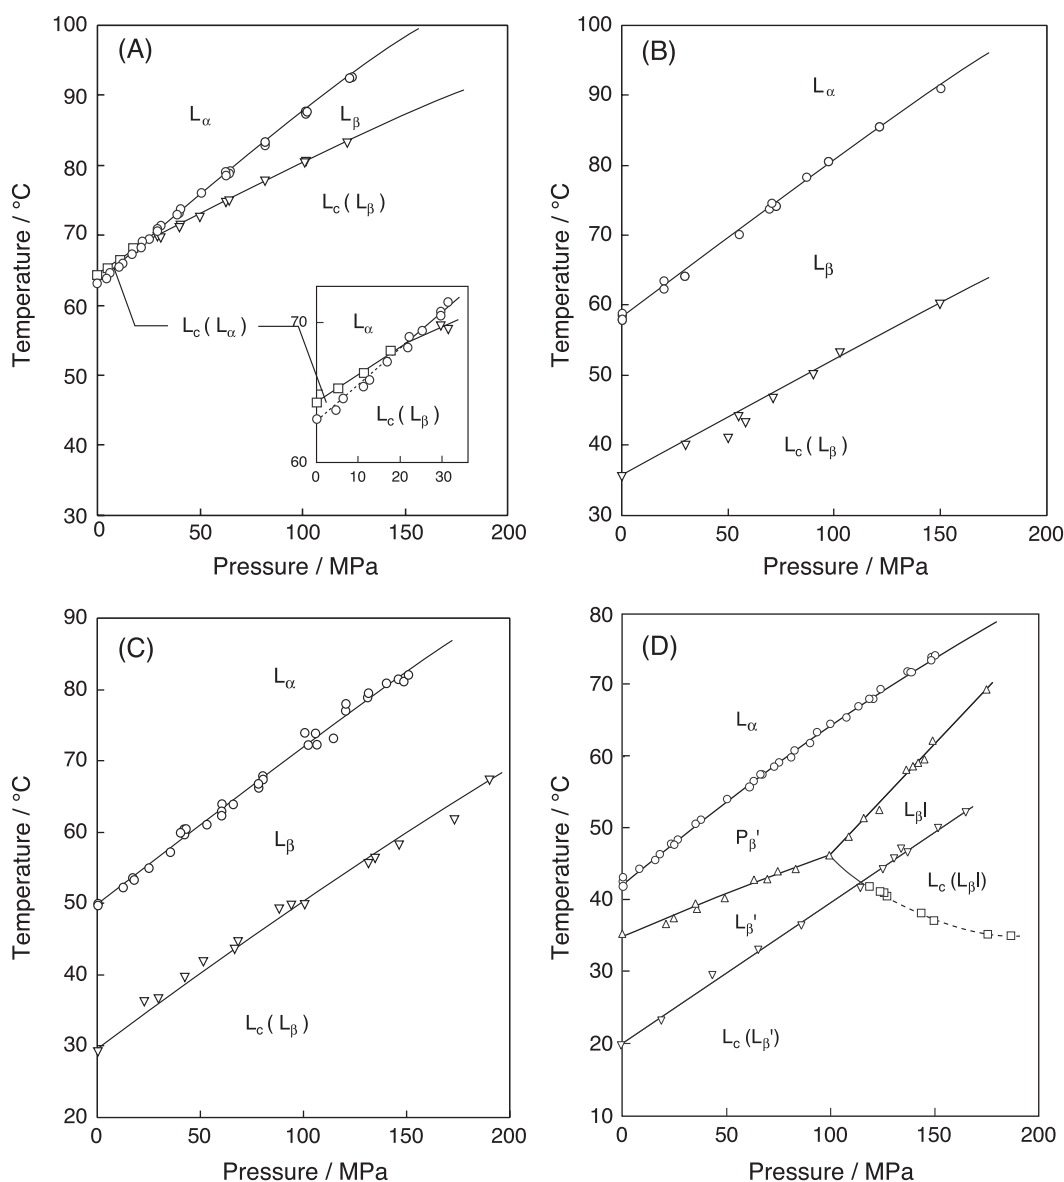 (A)
100
90
80
70
60
50
40
30
Temperature / °C
Lα
Lβ
Lc(Lβ)
Lc(Lα)
70
60
Lα
Lc(Lβ)
0 10 20 30
0 50 100 150 200
Pressure / MPa
(B)
100
90
80
70
60
50
40
30
Temperature / °C
Lα
Lβ
Lc(Lβ)
0 50 100 150 200
Pressure / MPa
(C)
90
80
70
60
50
40
30
20
Temperature / °C
Lα
Lβ
Lc(Lβ)
0 50 100 150 200
Pressure / MPa
(D)
80
70
60
50
40
30
20
10
Temperature / °C
Lα
Pβ'
LβI
Lc(LβI)
Lβ'
Lc(Lβ')
0 50 100 150 200
Pressure / MPa